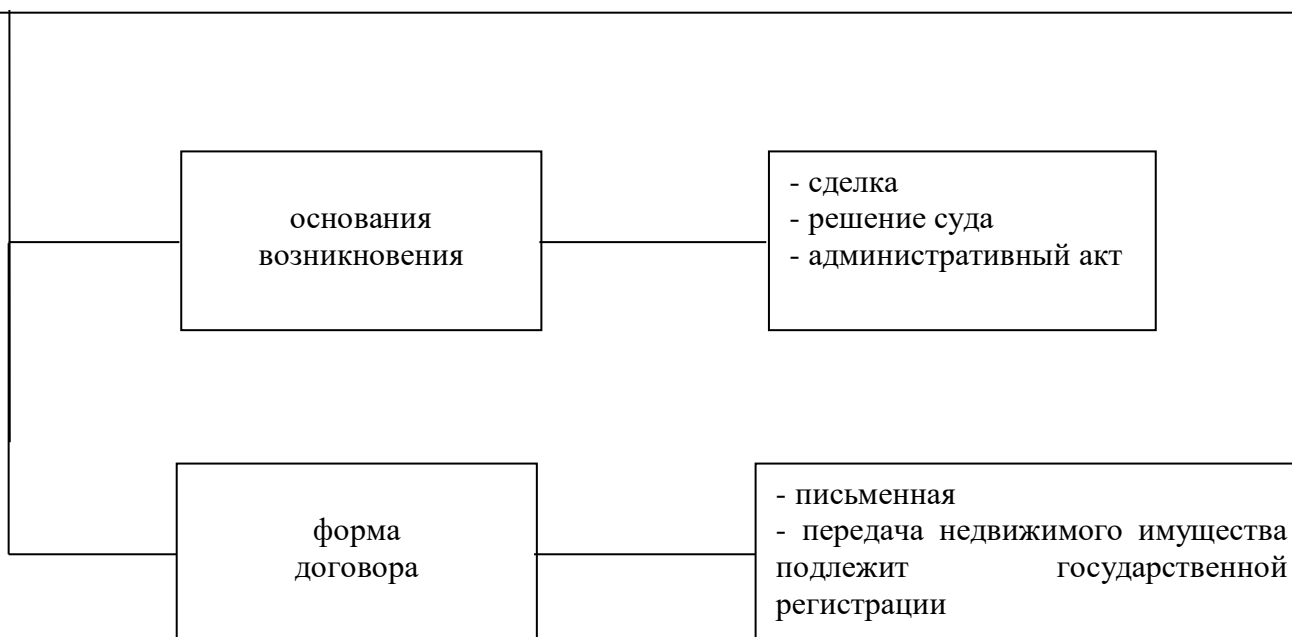 основания
возникновения
- сделка
- решение суда
- административный акт
форма
договора
- письменная
- передача недвижимого имущества
подлежит государственной
регистрации